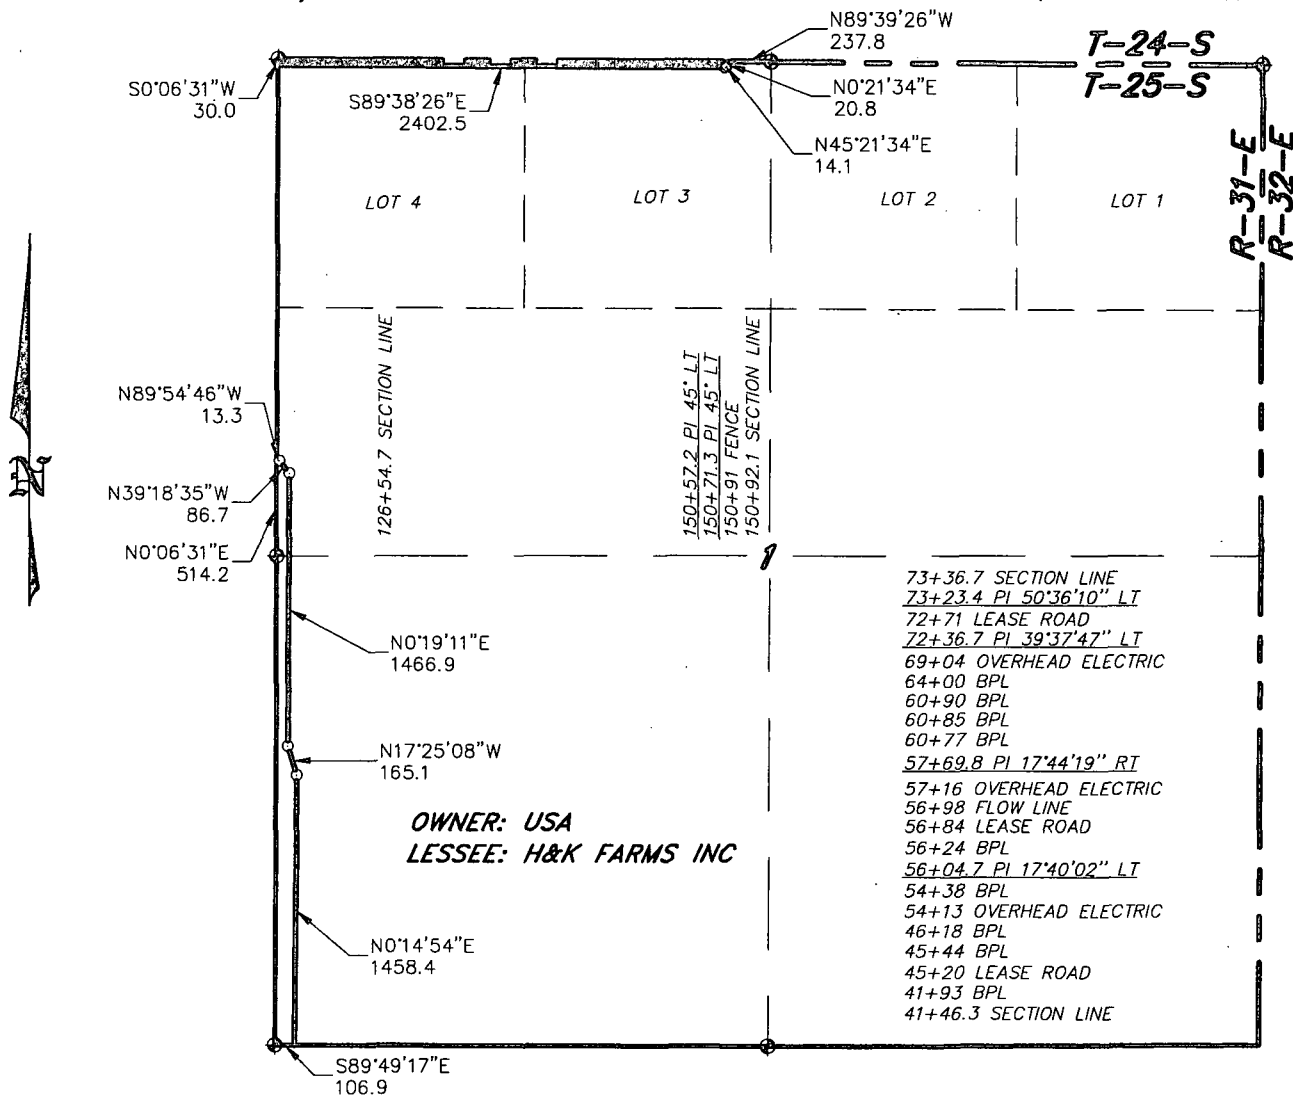 N89°39'26"W
237.8
T-24-S
T-25-S
S0°06'31"W
30.0
S89°38'26"E
2402.5
N0°21'34"E
20.8
N45°21'34"E
14.1
R-31-E
R-32-E
LOT 4
LOT 3
LOT 2
LOT 1
126+54.7 SECTION LINE
150+57.2 PI 45° LT
150+71.3 PI 45° LT
150+91 FENCE
150+92.1 SECTION LINE
N89°54'46"W
13.3
N
N39°18'35"W
86.7
N0°06'31"E
514.2
1
73+36.7 SECTION LINE
73+23.4 PI 50°36'10" LT
72+71 LEASE ROAD
72+36.7 PI 39°37'47" LT
69+04 OVERHEAD ELECTRIC
64+00 BPL
60+90 BPL
60+85 BPL
60+77 BPL
57+69.8 PI 17°44'19" RT
57+16 OVERHEAD ELECTRIC
56+98 FLOW LINE
56+84 LEASE ROAD
56+24 BPL
56+04.7 PI 17°40'02" LT
54+38 BPL
54+13 OVERHEAD ELECTRIC
46+18 BPL
45+44 BPL
45+20 LEASE ROAD
41+93 BPL
41+46.3 SECTION LINE
N0°19'11"E
1466.9
N17°25'08"W
165.1
OWNER: USA
LESSEE: H&K FARMS INC
N0°14'54"E
1458.4
S89°49'17"E
106.9